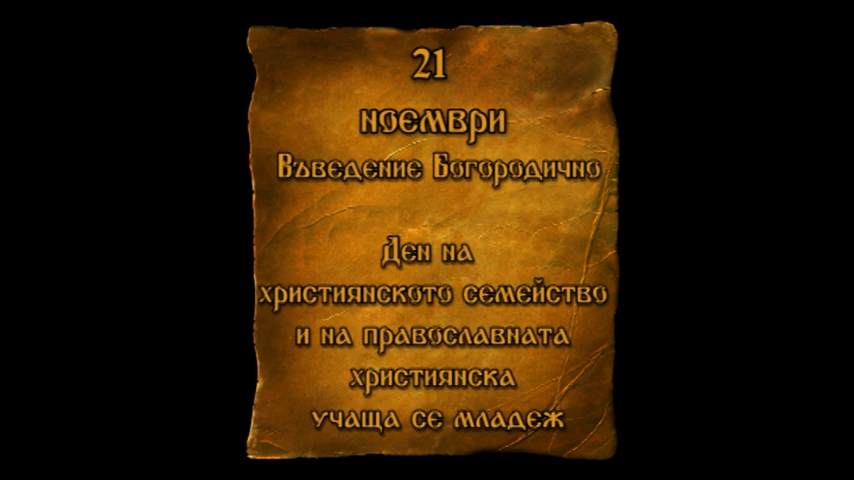 21
ноември
Въведение Богородично
Ден на
християнското семейство
и на православната
християнска
учаща се младеж